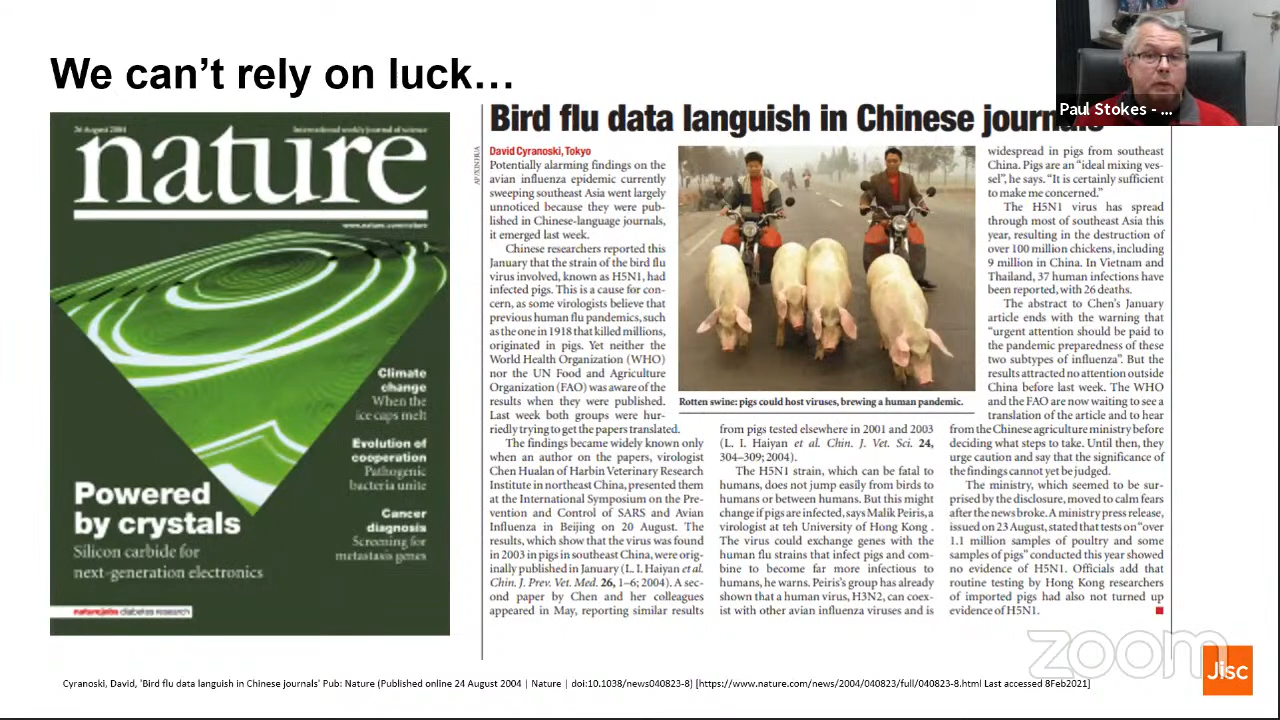 We can't rely on luck...
Paul Stokes - ...
26 August 2004
International weekly journal of science
nature
www.nature.com/nature
Climate
change
When the
ice caps melt
Evolution of
cooperation
Pathogenic
bacteria unite
Cancer
diagnosis
Screening for
metastasis genes
Powered
by crystals
Silicon carbide for
next-generation electronics
naturejobs diabetes research
AP/XINHUA
Bird flu data languish in Chinese journals
David Cyranoski, Tokyo
Potentially alarming findings on the
avian influenza epidemic currently
sweeping southeast Asia went largely
unnoticed because they were pub-
lished in Chinese-language journals,
it emerged last week.
Chinese researchers reported this
January that the strain of the bird flu
virus involved, known as H5N1, had
infected pigs. This is a cause for con-
cern, as some virologists believe that
previous human flu pandemics, such
as the one in 1918 that killed millions,
originated in pigs. Yet neither the
World Health Organization (WHO)
nor the UN Food and Agriculture
Organization (FAO) was aware of the
results when they were published.
Last week both groups were hur-
riedly trying to get the papers translated.
The findings became widely known only
when an author on the papers, virologist
Chen Hualan of Harbin Veterinary Research
Institute in northeast China, presented them
at the International Symposium on the Pre-
vention and Control of SARS and Avian
Influenza in Beijing on 20 August. The
results, which show that the virus was found
in 2003 in pigs in southeast China, were orig-
inally published in January (L. I. Haiyan et al.
Chin. J. Prev. Vet. Med. 26, 1–6; 2004). A sec-
ond paper by Chen and her colleagues
appeared in May, reporting similar results
Rotten swine: pigs could host viruses, brewing a human pandemic.
from pigs tested elsewhere in 2001 and 2003
(L. I. Haiyan et al. Chin. J. Vet. Sci. 24,
304–309; 2004).
The H5N1 strain, which can be fatal to
humans, does not jump easily from birds to
humans or between humans. But this might
change if pigs are infected, says Malik Peiris, a
virologist at teh University of Hong Kong .
The virus could exchange genes with the
human flu strains that infect pigs and com-
bine to become far more infectious to
humans, he warns. Peiris's group has already
shown that a human virus, H3N2, can coex-
ist with other avian influenza viruses and is
widespread in pigs from southeast
China. Pigs are an "ideal mixing ves-
sel", he says. "It is certainly sufficient
to make me concerned."
The H5N1 virus has spread
through most of southeast Asia this
year, resulting in the destruction of
over 100 million chickens, including
9 million in China. In Vietnam and
Thailand, 37 human infections have
been reported, with 26 deaths.
The abstract to Chen's January
article ends with the warning that
"urgent attention should be paid to
the pandemic preparedness of these
two subtypes of influenza". But the
results attracted no attention outside
China before last week. The WHO
and the FAO are now waiting to see a
translation of the article and to hear
from the Chinese agriculture ministry before
deciding what steps to take. Until then, they
urge caution and say that the significance of
the findings cannot yet be judged.
The ministry, which seemed to be sur-
prised by the disclosure, moved to calm fears
after the news broke. A ministry press release,
issued on 23 August, stated that tests on "over
1.1 million samples of poultry and some
samples of pigs" conducted this year showed
no evidence of H5N1. Officials add that
routine testing by Hong Kong researchers
of imported pigs had also not turned up
evidence of H5N1.
zoom
Jisc
Cyranoski, David, 'Bird flu data languish in Chinese journals' Pub: Nature (Published online 24 August 2004 | Nature | doi:10.1038/news040823-8) [https://www.nature.com/news/2004/040823/full/040823-8.html Last accessed 8Feb2021]